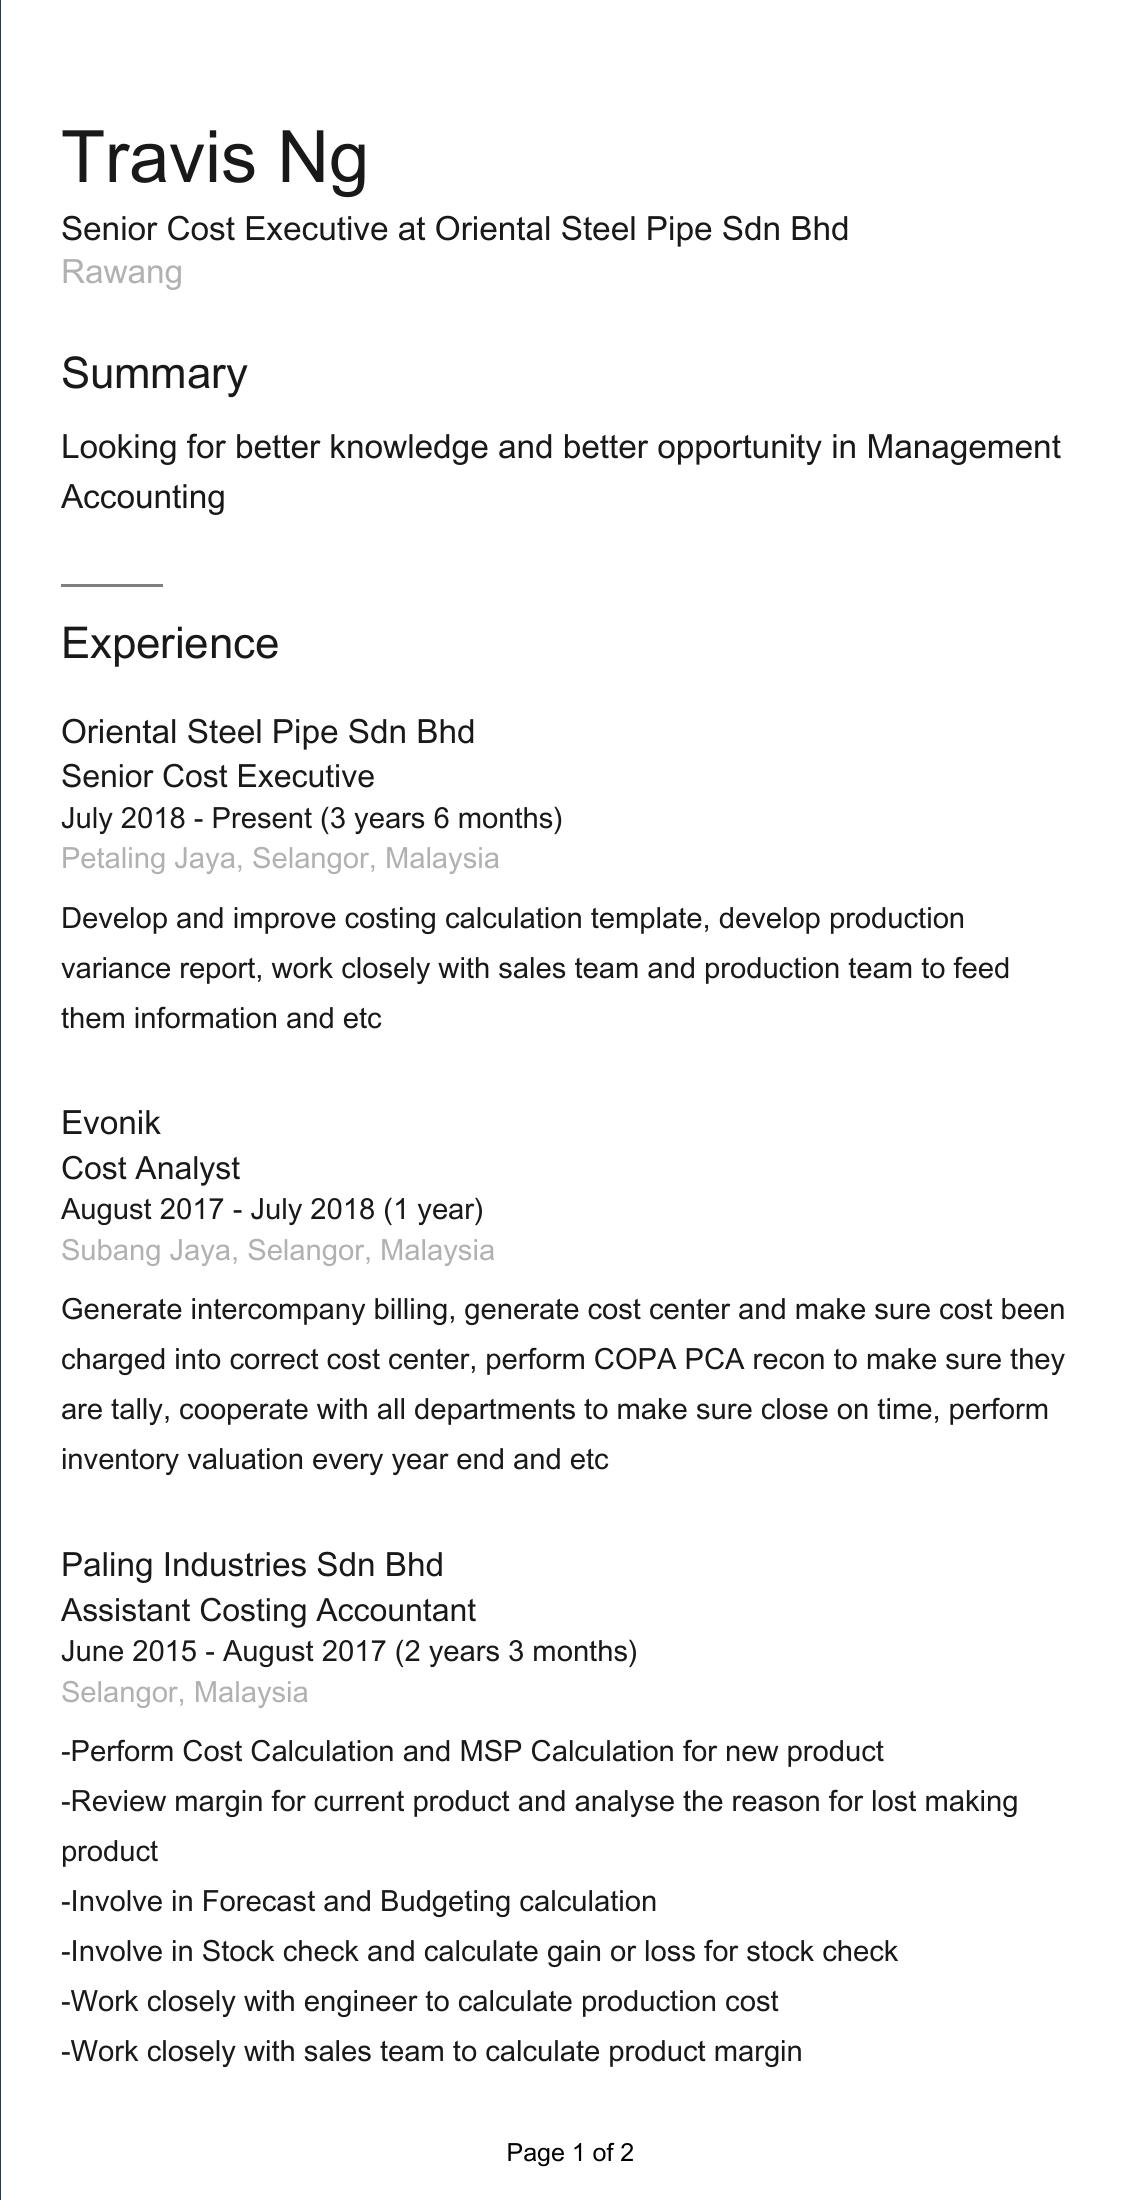 Travis Ng
Senior Cost Executive at Oriental Steel Pipe Sdn Bhd
Rawang
Summary
Looking for better knowledge and better opportunity in Management
Accounting
Experience
Oriental Steel Pipe Sdn Bhd
Senior Cost Executive
July 2018 - Present (3 years 6 months)
Petaling Jaya, Selangor, Malaysia
Develop and improve costing calculation template, develop production
variance report, work closely with sales team and production team to feed
them information and etc
Evonik
Cost Analyst
August 2017 - July 2018 (1 year)
Subang Jaya, Selangor, Malaysia
Generate intercompany billing, generate cost center and make sure cost been
charged into correct cost center, perform COPA PCA recon to make sure they
are tally, cooperate with all departments to make sure close on time, perform
inventory valuation every year end and etc
Paling Industries Sdn Bhd
Assistant Costing Accountant
June 2015 - August 2017 (2 years 3 months)
Selangor, Malaysia
-Perform Cost Calculation and MSP Calculation for new product
-Review margin for current product and analyse the reason for lost making
product
-Involve in Forecast and Budgeting calculation
-Involve in Stock check and calculate gain or loss for stock check
-Work closely with engineer to calculate production cost
-Work closely with sales team to calculate product margin
Page 1 of 2